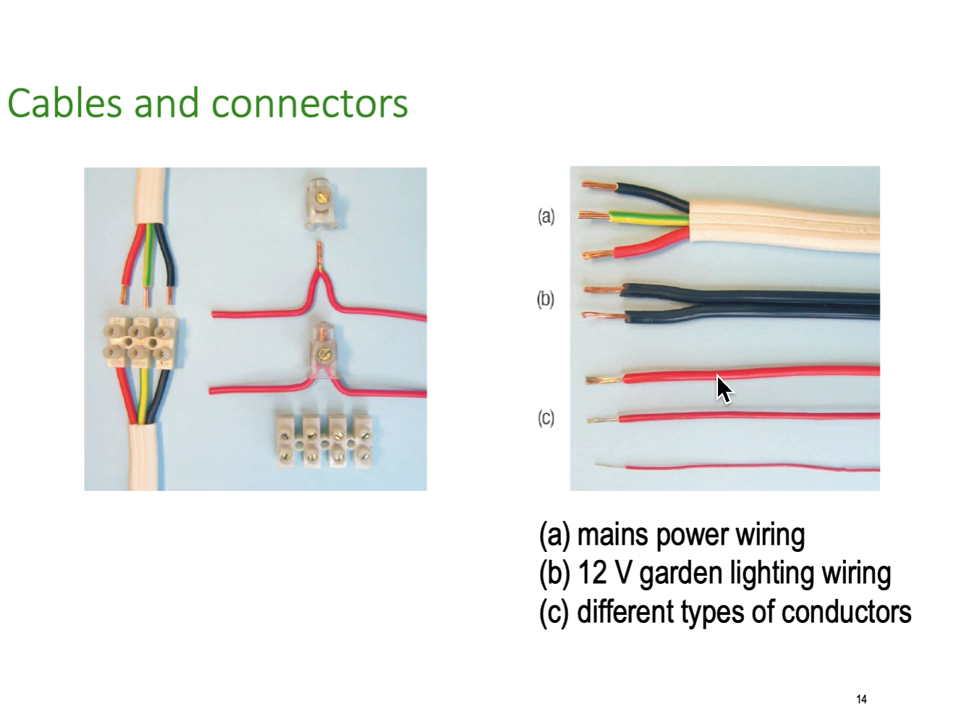 Cables and connectors
(a)
(b)
(c)
(a) mains power wiring
(b) 12 V garden lighting wiring
(c) different types of conductors
14